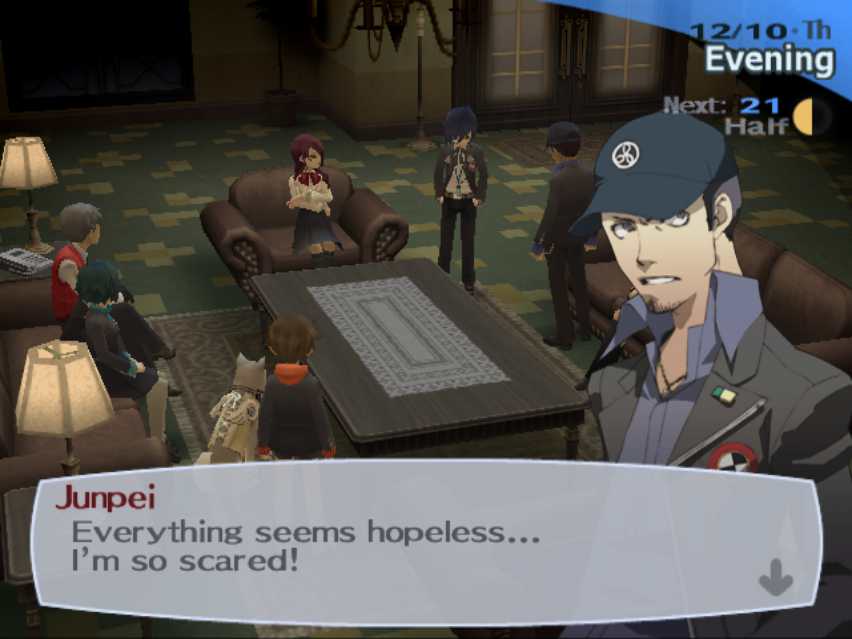 12/10·Th
Evening
Next: 21
Half
Junpei
Everything seems hopeless...
I'm so scared!